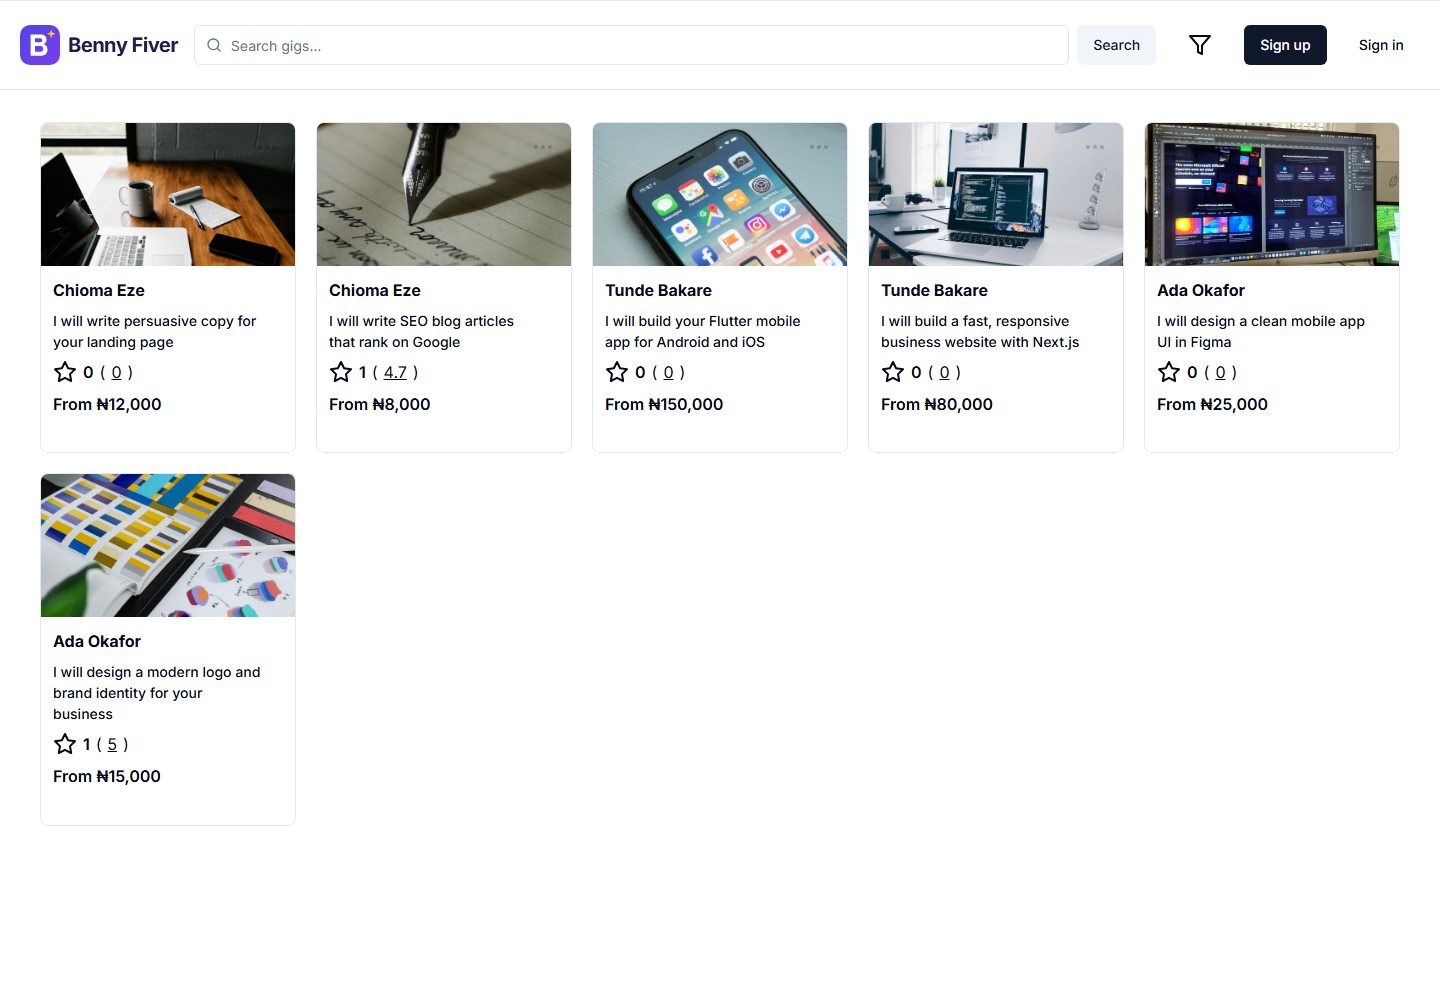 B Benny Fiver
Search gigs...
Search
Sign up
Sign in
Chioma Eze
I will write persuasive copy for
your landing page
0 ( 0 )
From ₦12,000
Chioma Eze
I will write SEO blog articles
that rank on Google
1 ( 4.7 )
From ₦8,000
Tunde Bakare
I will build your Flutter mobile
app for Android and iOS
0 ( 0 )
From ₦150,000
Tunde Bakare
I will build a fast, responsive
business website with Next.js
0 ( 0 )
From ₦80,000
Ada Okafor
I will design a clean mobile app
UI in Figma
0 ( 0 )
From ₦25,000
Ada Okafor
I will design a modern logo and
brand identity for your
business
1 ( 5 )
From ₦15,000